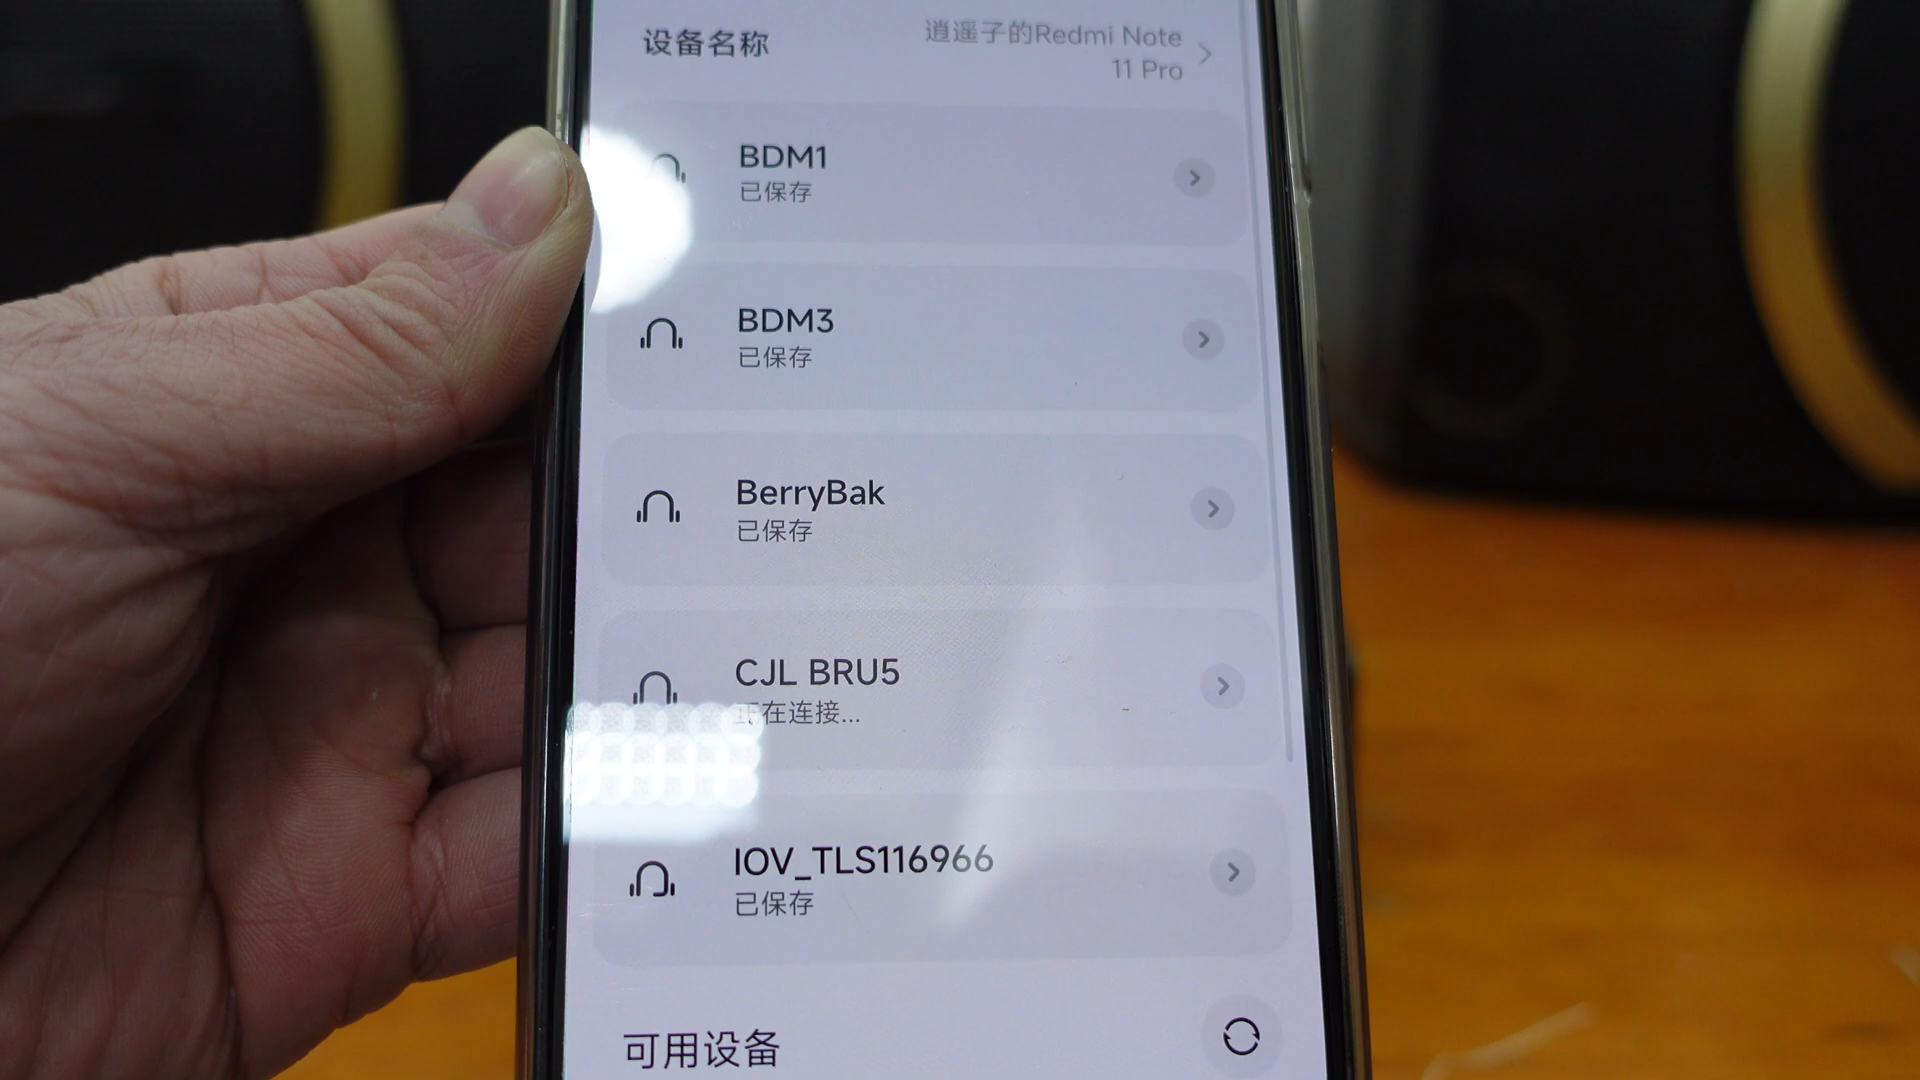 设备名称
逍遥子的Redmi Note
11 Pro
BDM1
已保存
BDM3
已保存
BerryBak
已保存
CJL BRU5
正在连接...
IOV_TLS116966
已保存
可用设备